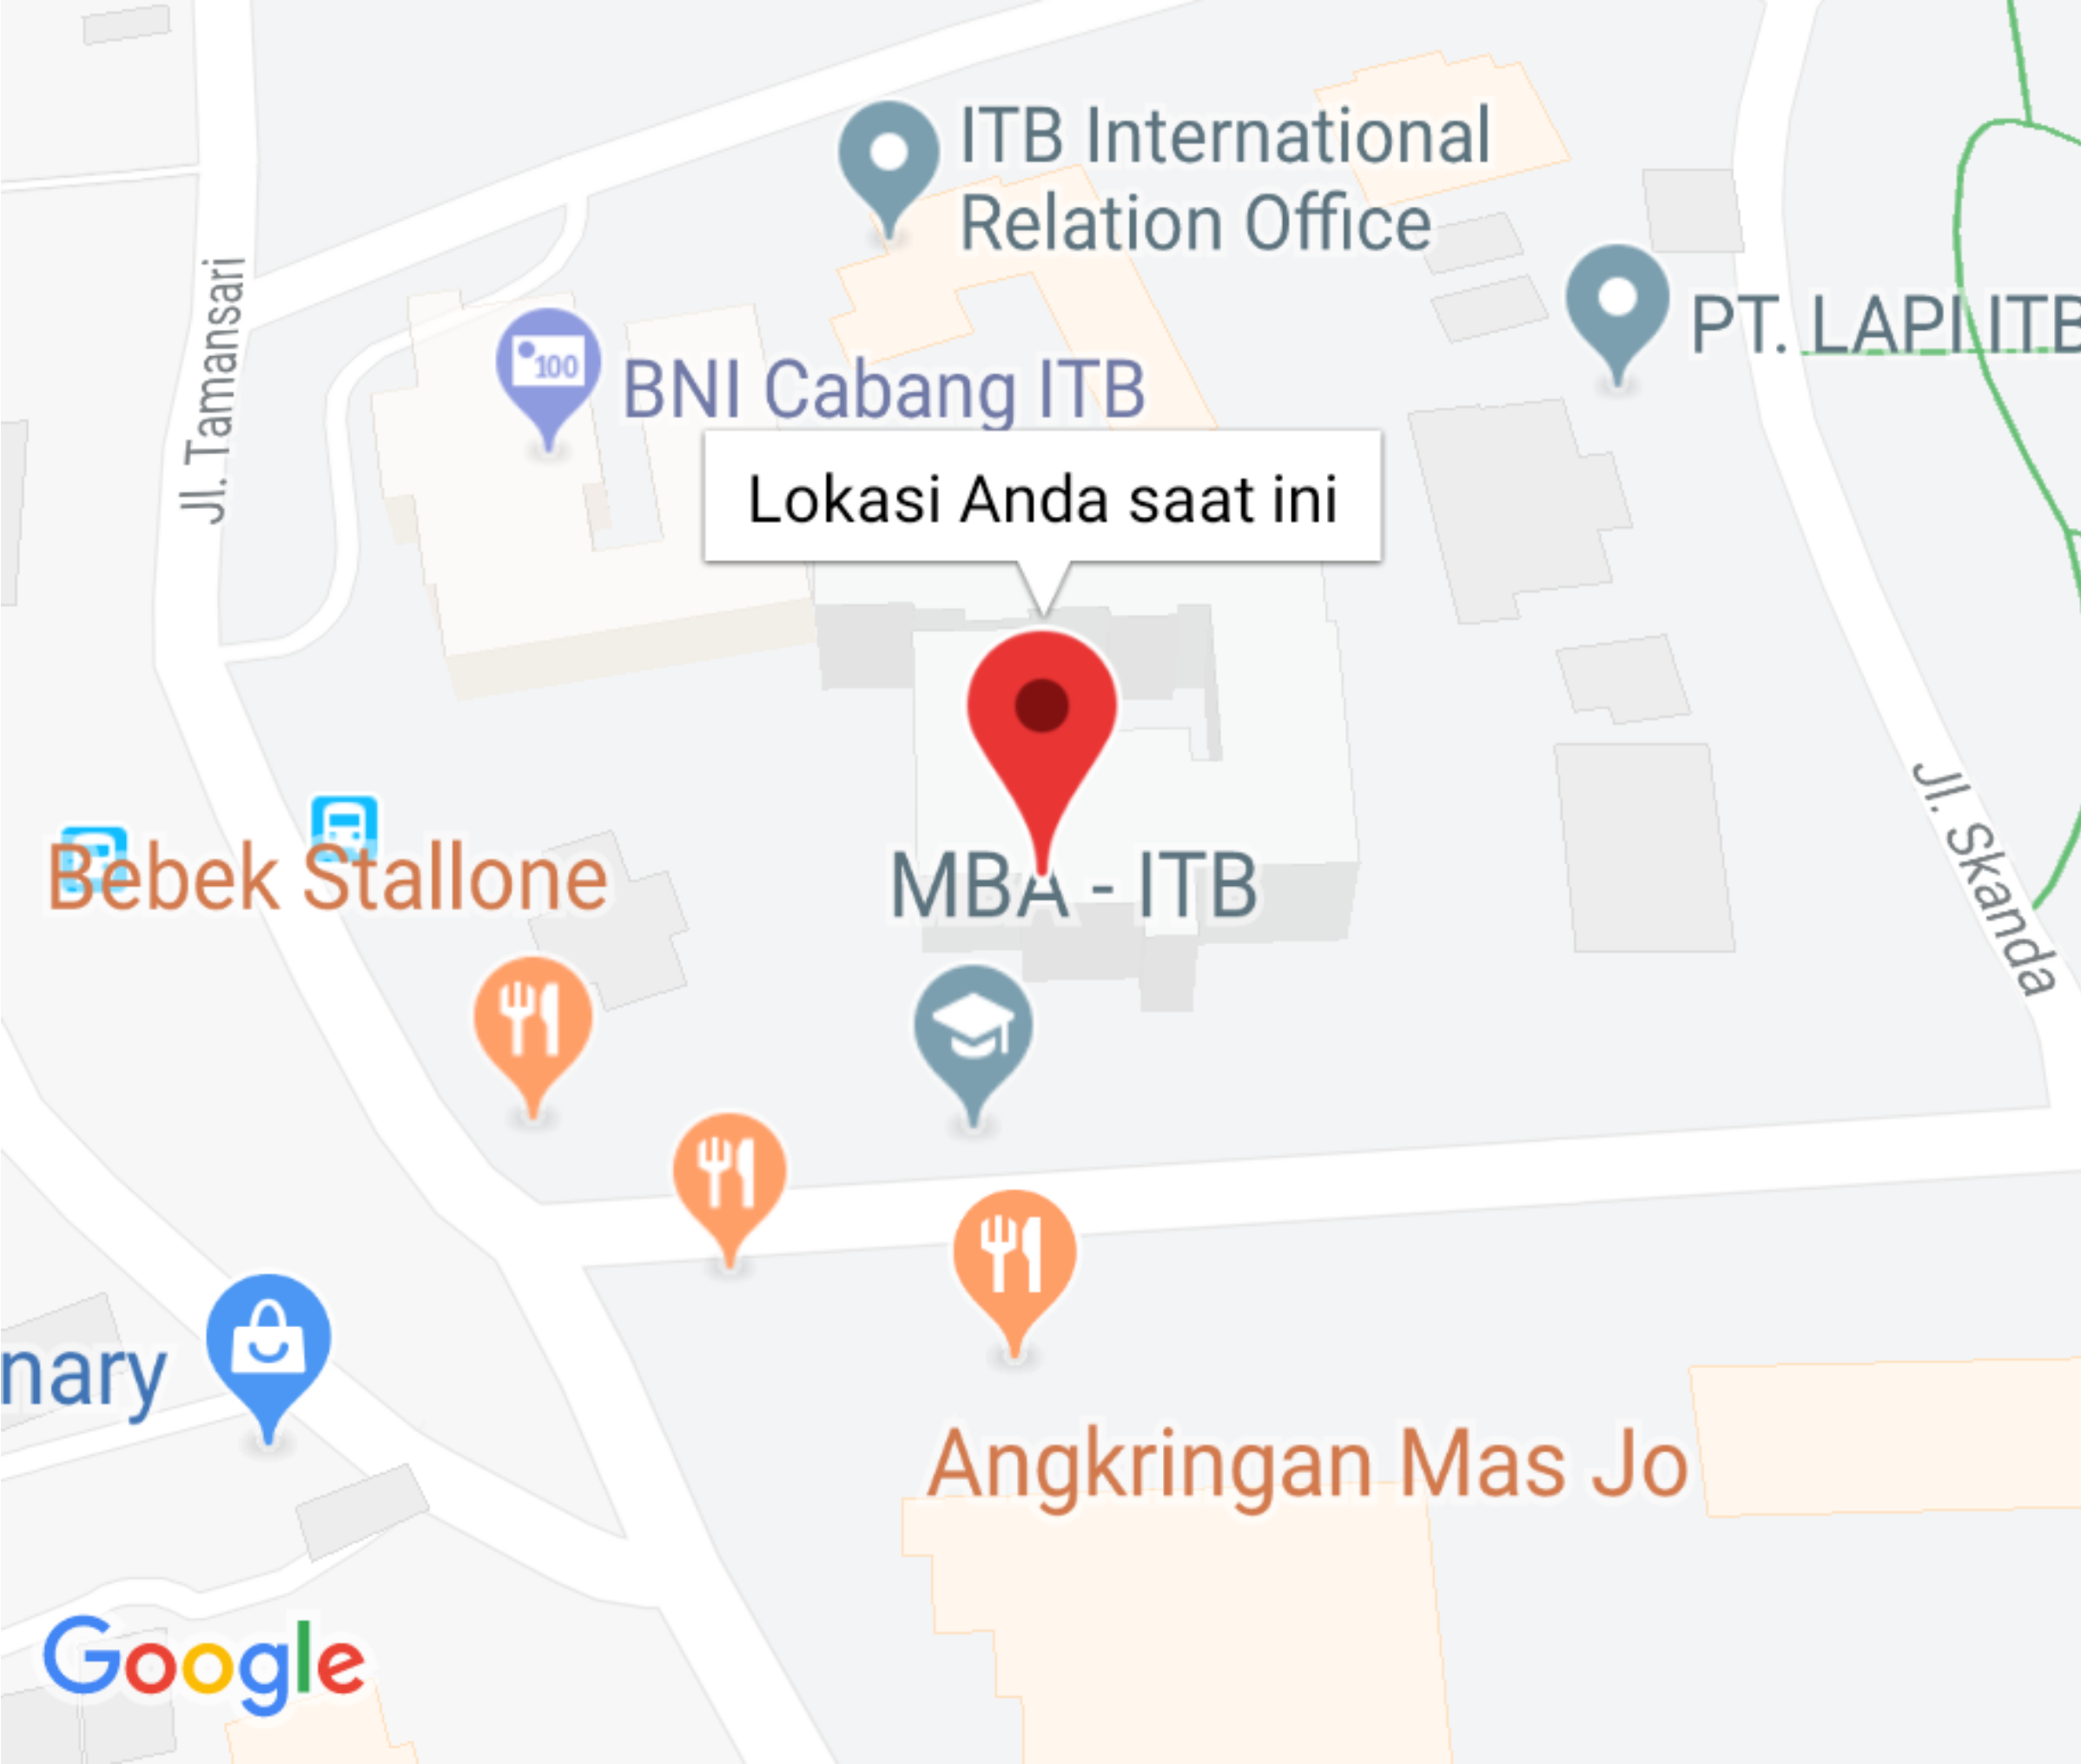 ITB International
Relation Office
Jl. Tamansari
PT. LAPI ITB
100
BNI Cabang ITB
Lokasi Anda saat ini
Jl. Skanda
Bebek Stallone
MBA - ITB
nary
Angkringan Mas Jo
Google